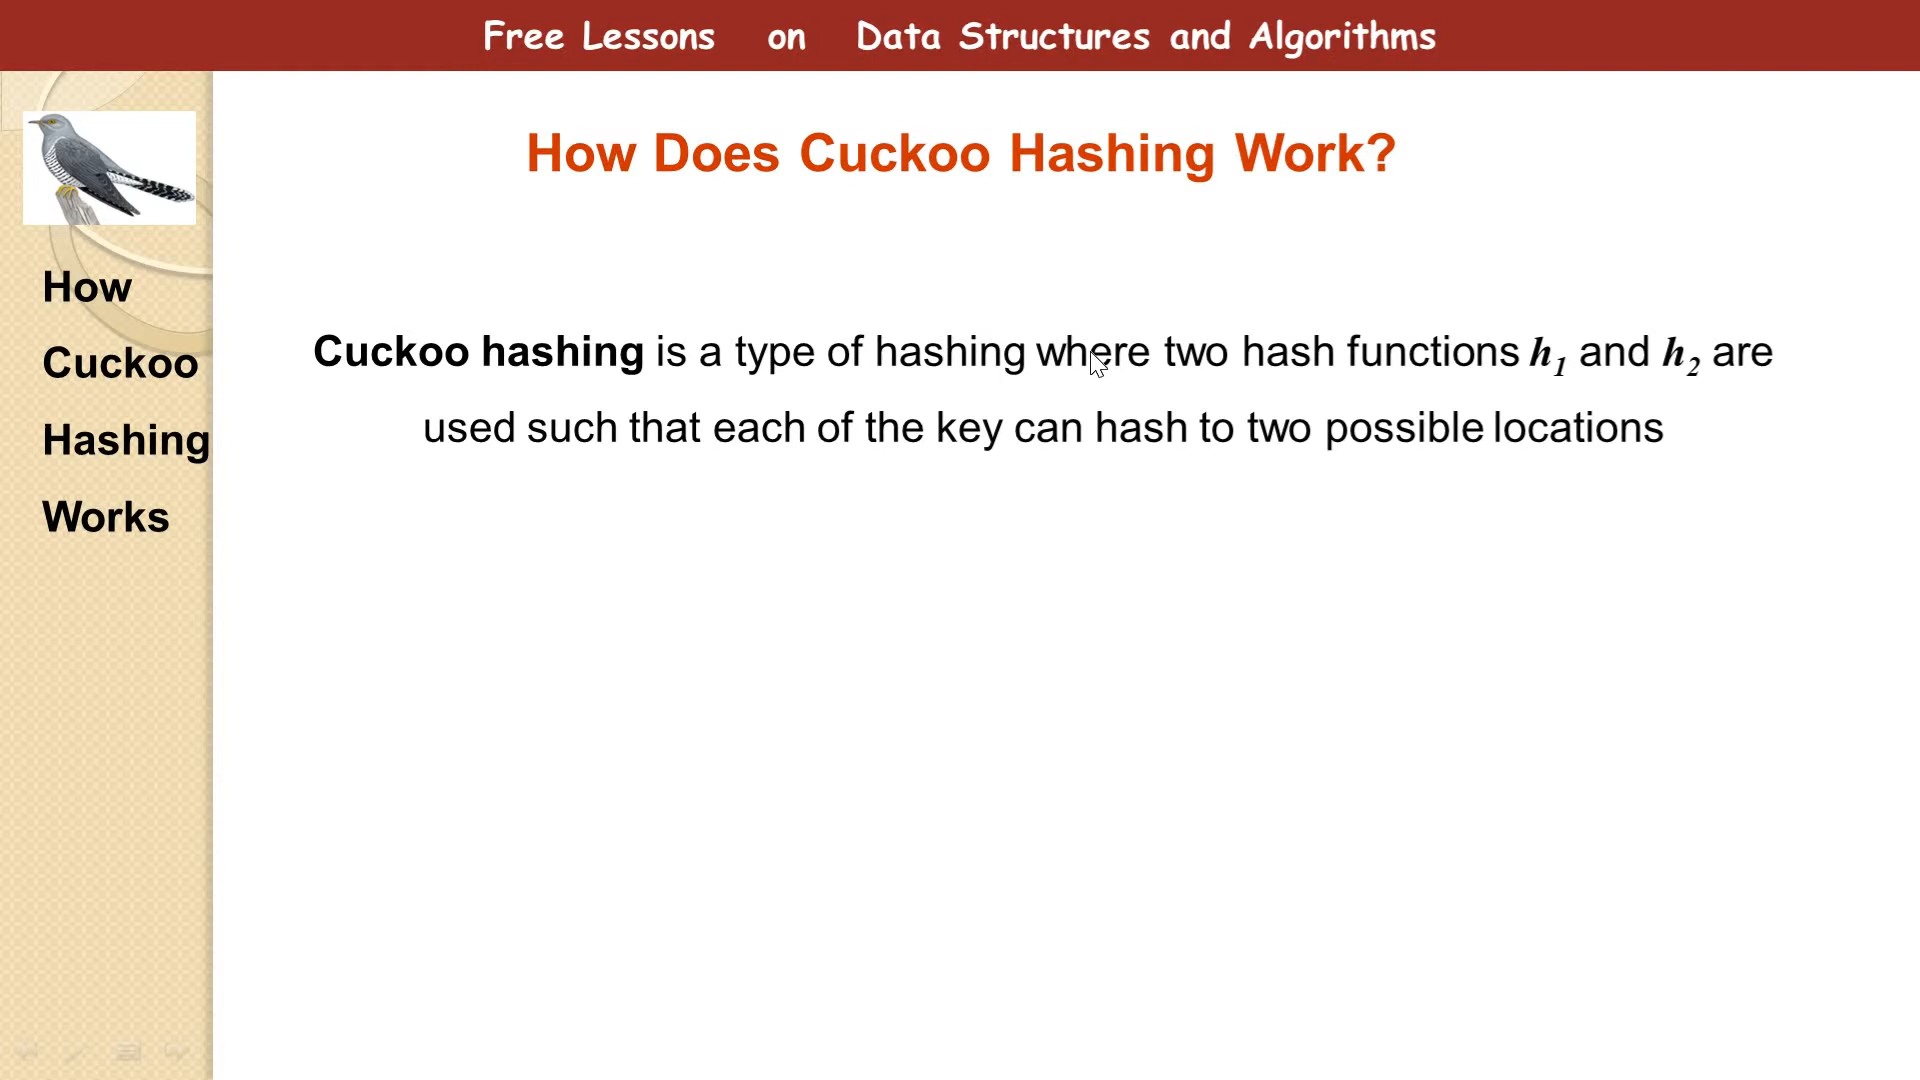 Free Lessons on Data Structures and Algorithms
How Does Cuckoo Hashing Work?
How
Cuckoo
Hashing
Works
Cuckoo hashing is a type of hashing where two hash functions h1 and h2 are
used such that each of the key can hash to two possible locations